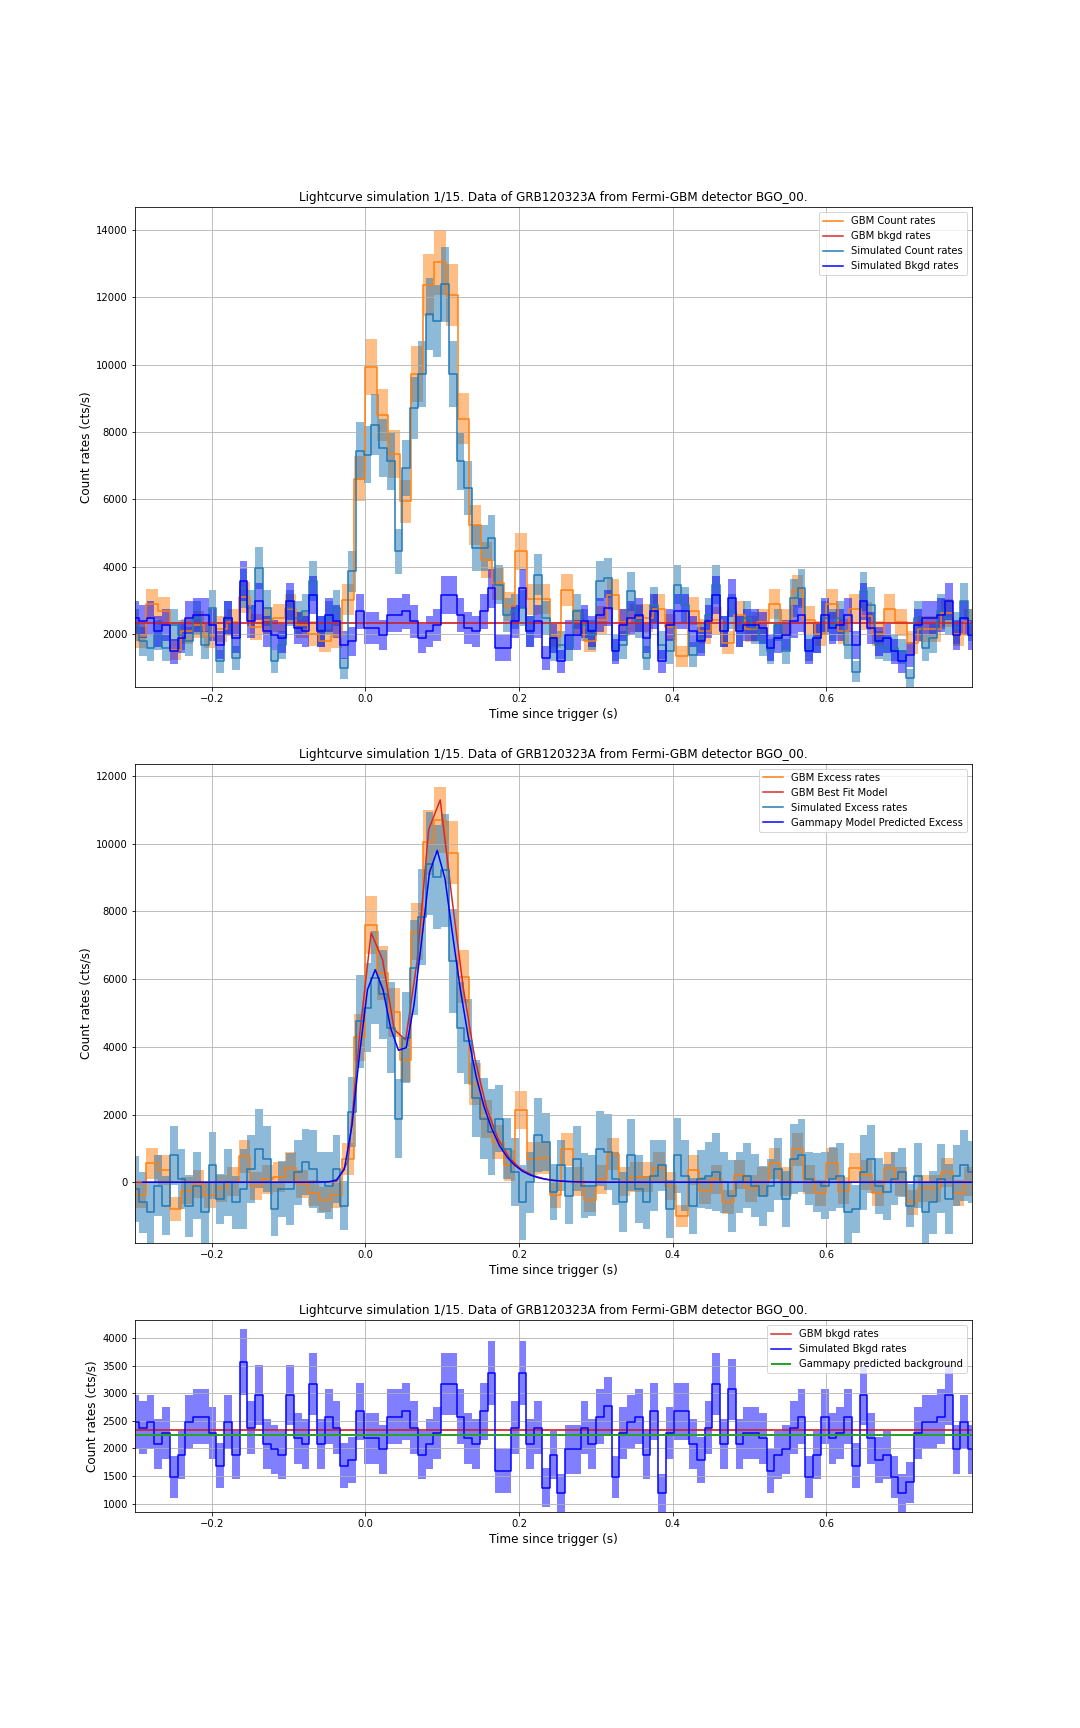 Lightcurve simulation 1/15. Data of GRB120323A from Fermi-GBM detector BGO_00.
GBM Count rates
GBM bkgd rates
Simulated Count rates
Simulated Bkgd rates
14000
12000
10000
8000
6000
4000
2000
Count rates (cts/s)
−0.2 0.0 0.2 0.4 0.6
Time since trigger (s)
Lightcurve simulation 1/15. Data of GRB120323A from Fermi-GBM detector BGO_00.
GBM Excess rates
GBM Best Fit Model
Simulated Excess rates
Gammapy Model Predicted Excess
12000
10000
8000
6000
4000
2000
0
Count rates (cts/s)
−0.2 0.0 0.2 0.4 0.6
Time since trigger (s)
Lightcurve simulation 1/15. Data of GRB120323A from Fermi-GBM detector BGO_00.
GBM bkgd rates
Simulated Bkgd rates
Gammapy predicted background
4000
3500
3000
2500
2000
1500
1000
Count rates (cts/s)
−0.2 0.0 0.2 0.4 0.6
Time since trigger (s)